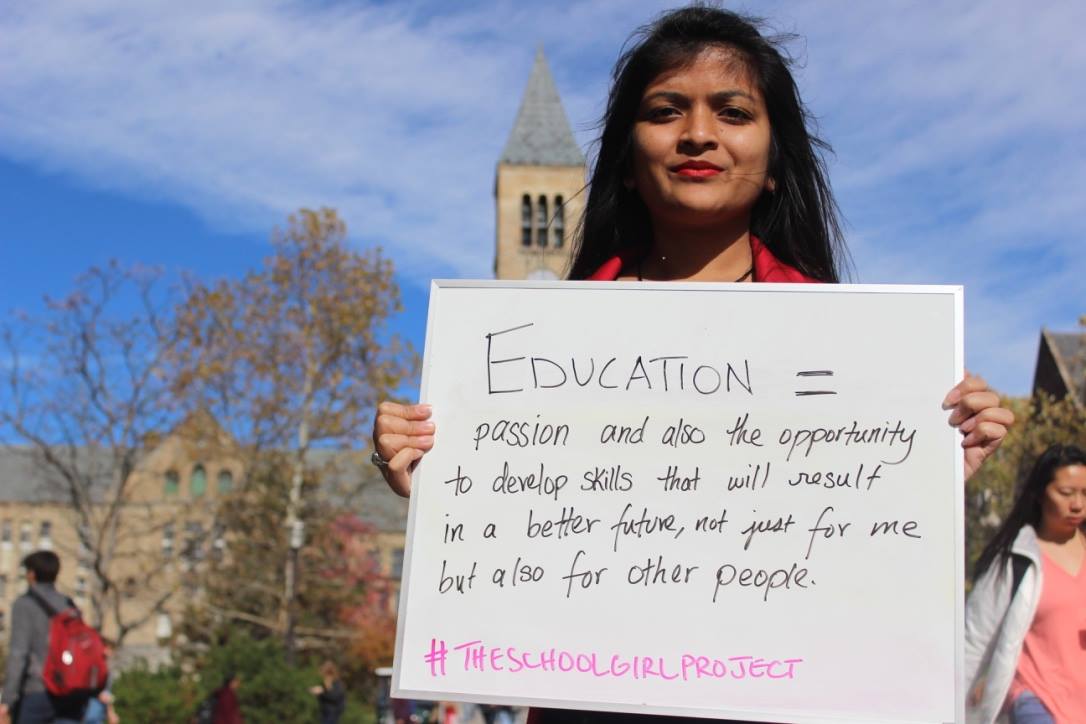 EDUCATION =
passion and also the opportunity
to develop skills that will result
in a better future, not just for me
but also for other people.
#THESCHOOLGIRLPROJECT